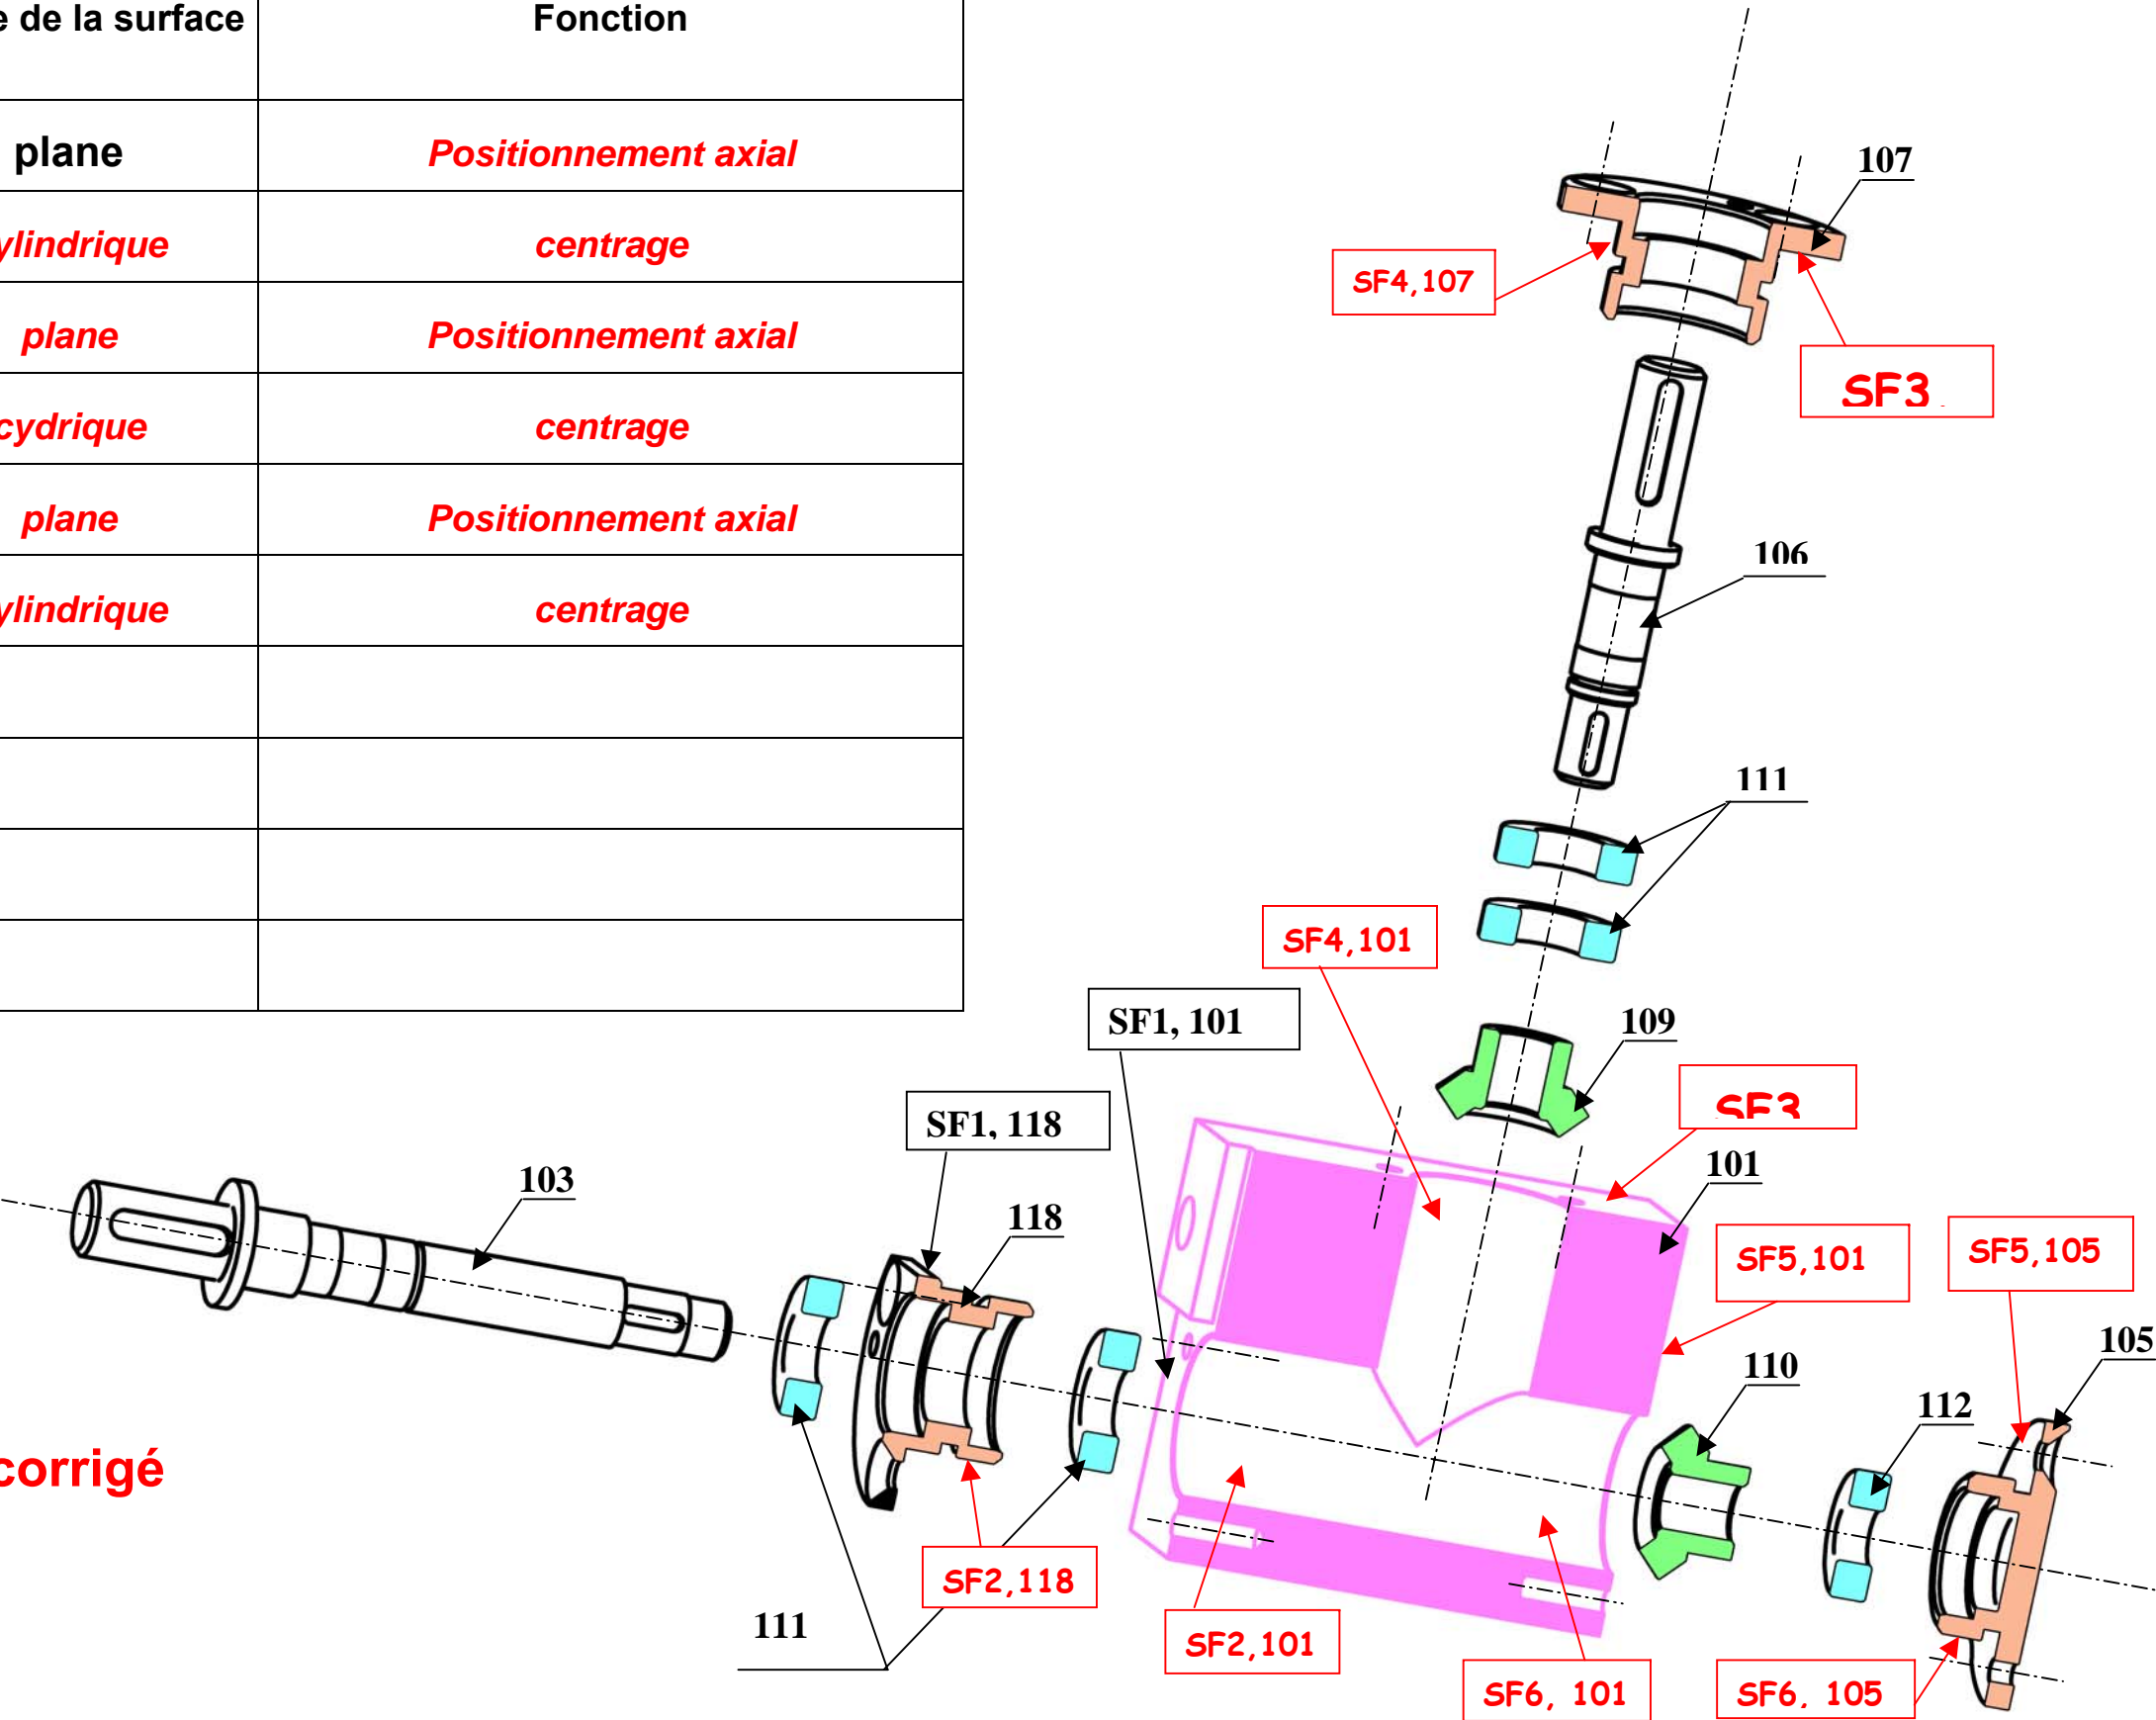 e de la surface
Fonction
plane
Positionnement axial
ylindrique
centrage
plane
Positionnement axial
cydrique
centrage
plane
Positionnement axial
ylindrique
centrage
107
SF4,107
SF3
106
111
SF4,101
SF1, 101
109
SF3
SF1, 118
101
103
118
SF5,101
SF5,105
105
110
112
corrigé
SF2,118
111
SF2,101
SF6, 101
SF6, 105